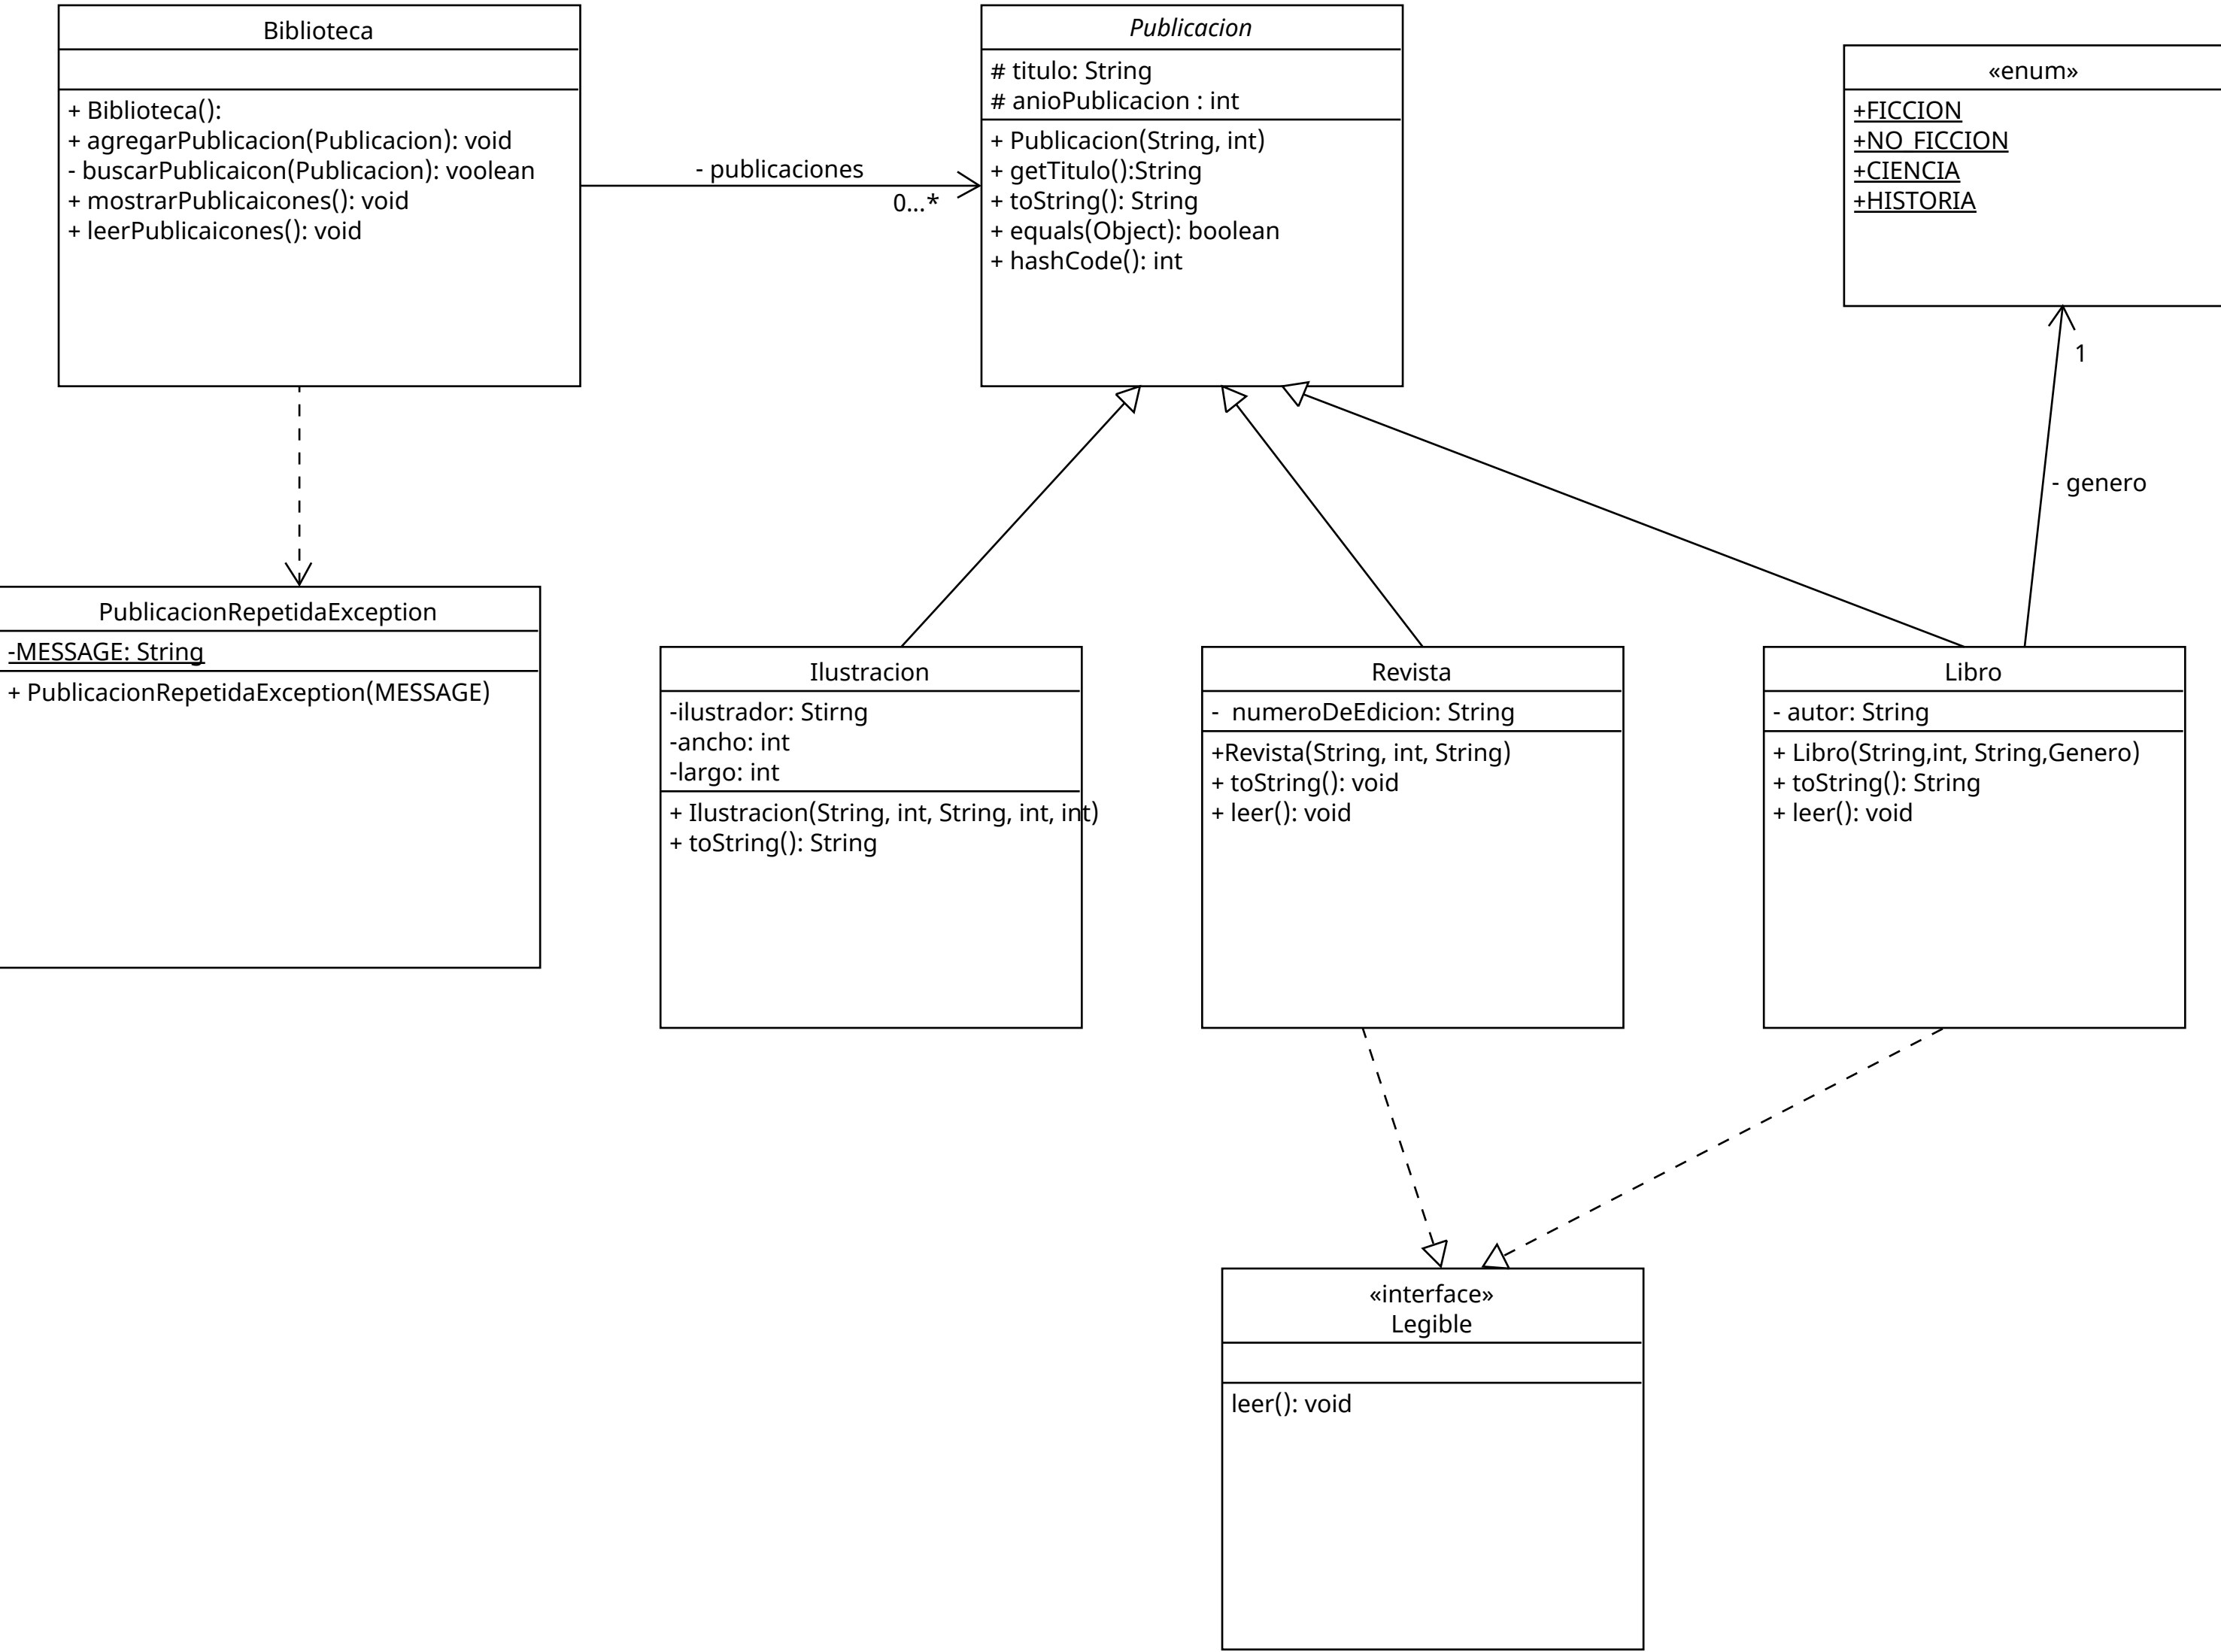 Biblioteca
+ Biblioteca():
+ agregarPublicacion(Publicacion): void
- buscarPublicaicon(Publicacion): voolean
+ mostrarPublicaicones(): void
+ leerPublicaicones(): void
- publicaciones
0...*
Publicacion
# titulo: String
# anioPublicacion : int
+ Publicacion(String, int)
+ getTitulo():String
+ toString(): String
+ equals(Object): boolean
+ hashCode(): int
«enum»
+FICCION
+NO_FICCION
+CIENCIA
+HISTORIA
1
- genero
PublicacionRepetidaException
-MESSAGE: String
+ PublicacionRepetidaException(MESSAGE)
Ilustracion
-ilustrador: Stirng
-ancho: int
-largo: int
+ Ilustracion(String, int, String, int, int)
+ toString(): String
Revista
- numeroDeEdicion: String
+Revista(String, int, String)
+ toString(): void
+ leer(): void
Libro
- autor: String
+ Libro(String,int, String,Genero)
+ toString(): String
+ leer(): void
«interface»
Legible
leer(): void